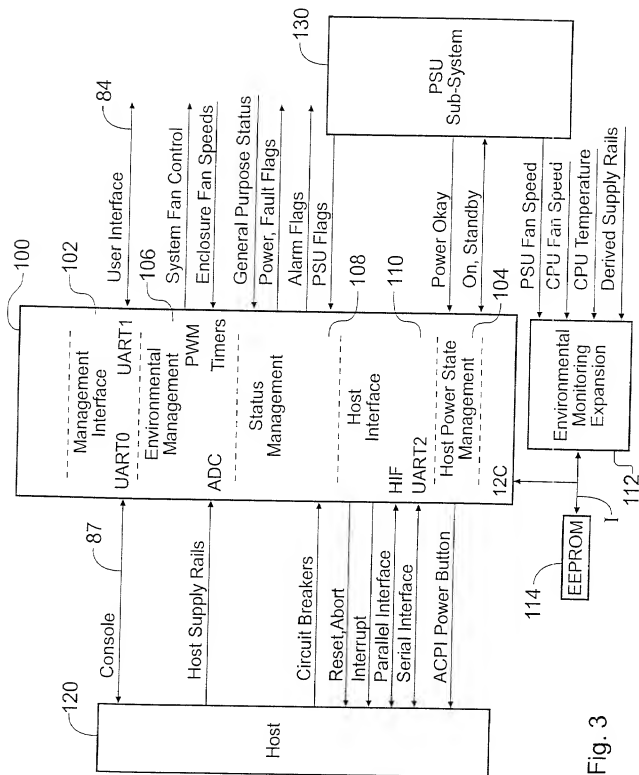 100
102
106
Management
Interface
UART0
UART1
Environmental
Management
ADC
PWM
Timers
Status
Management
108
Host
Interface
110
HIF
UART2
Host Power State
Management
104
12C
120
Host
Console
87
Host Supply Rails
Circuit Breakers
Reset,Abort
Interrupt
Parallel Interface
Serial Interface
ACPI Power Button
User Interface
84
System Fan Control
Enclosure Fan Speeds
General Purpose Status
Power, Fault Flags
Alarm Flags
PSU Flags
130
PSU
Sub-System
Power Okay
On, Standby
PSU Fan Speed
CPU Fan Speed
CPU Temperature
Derived Supply Rails
Environmental
Monitoring
Expansion
112
I
114
EEPROM
Fig. 3